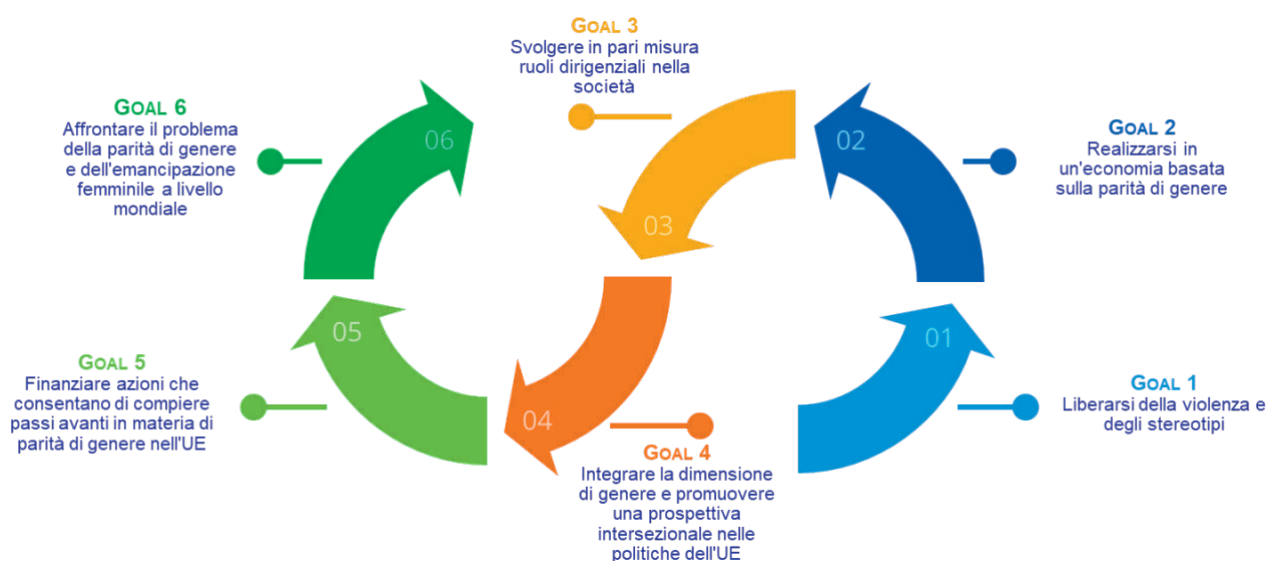 GOAL 3
Svolgere in pari misura
ruoli dirigenziali nella
società
GOAL 6
Affrontare il problema
della parità di genere
e dell'emancipazione
femminile a livello
mondiale
06
02
GOAL 2
Realizzarsi in
un'economia basata
sulla parità di genere
03
05
GOAL 5
Finanziare azioni che
consentano di compiere
passi avanti in materia di
parità di genere nell'UE
04
GOAL 4
Integrare la dimensione
di genere e promuovere
una prospettiva
intersezionale nelle
politiche dell'UE
01
GOAL 1
Liberarsi della violenza e
degli stereotipi